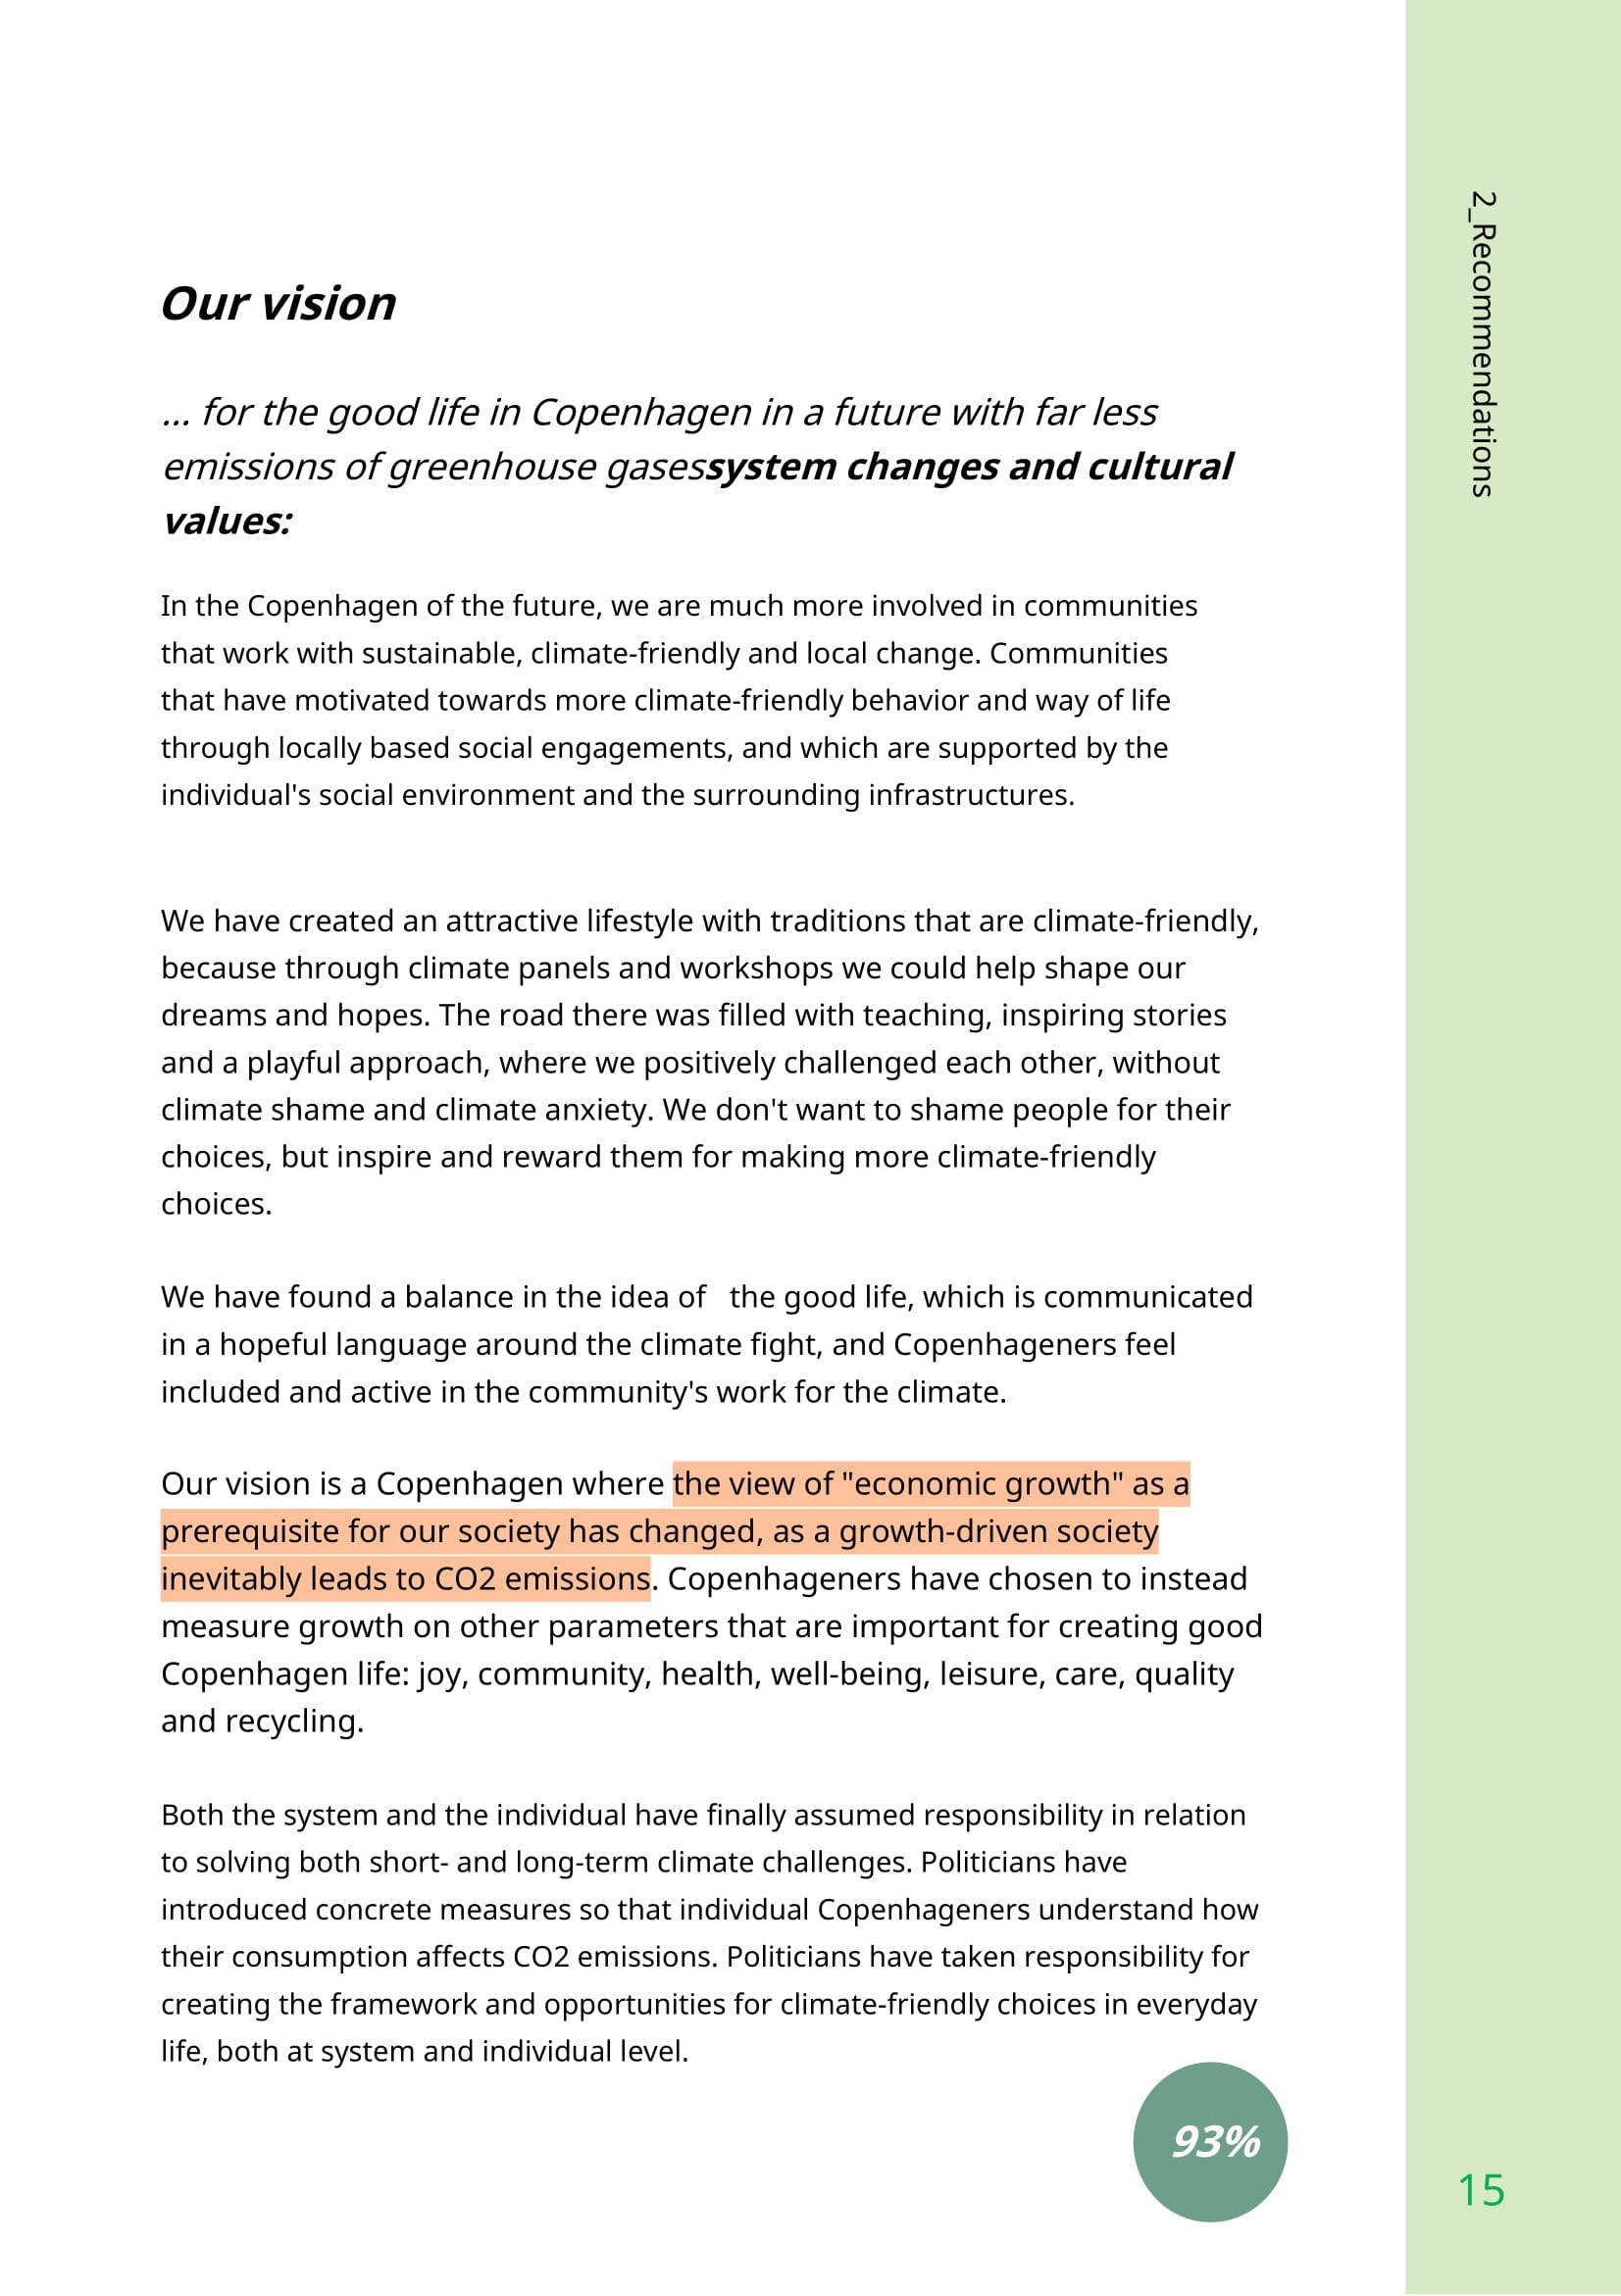 2_Recommendations
Our vision
... for the good life in Copenhagen in a future with far less
emissions of greenhouse gasessystem changes and cultural
values:
In the Copenhagen of the future, we are much more involved in communities
that work with sustainable, climate-friendly and local change. Communities
that have motivated towards more climate-friendly behavior and way of life
through locally based social engagements, and which are supported by the
individual's social environment and the surrounding infrastructures.
We have created an attractive lifestyle with traditions that are climate-friendly,
because through climate panels and workshops we could help shape our
dreams and hopes. The road there was filled with teaching, inspiring stories
and a playful approach, where we positively challenged each other, without
climate shame and climate anxiety. We don't want to shame people for their
choices, but inspire and reward them for making more climate-friendly
choices.
We have found a balance in the idea of the good life, which is communicated
in a hopeful language around the climate fight, and Copenhageners feel
included and active in the community's work for the climate.
Our vision is a Copenhagen where the view of "economic growth" as a
prerequisite for our society has changed, as a growth-driven society
inevitably leads to CO2 emissions. Copenhageners have chosen to instead
measure growth on other parameters that are important for creating good
Copenhagen life: joy, community, health, well-being, leisure, care, quality
and recycling.
Both the system and the individual have finally assumed responsibility in relation
to solving both short- and long-term climate challenges. Politicians have
introduced concrete measures so that individual Copenhageners understand how
their consumption affects CO2 emissions. Politicians have taken responsibility for
creating the framework and opportunities for climate-friendly choices in everyday
life, both at system and individual level.
93%
15